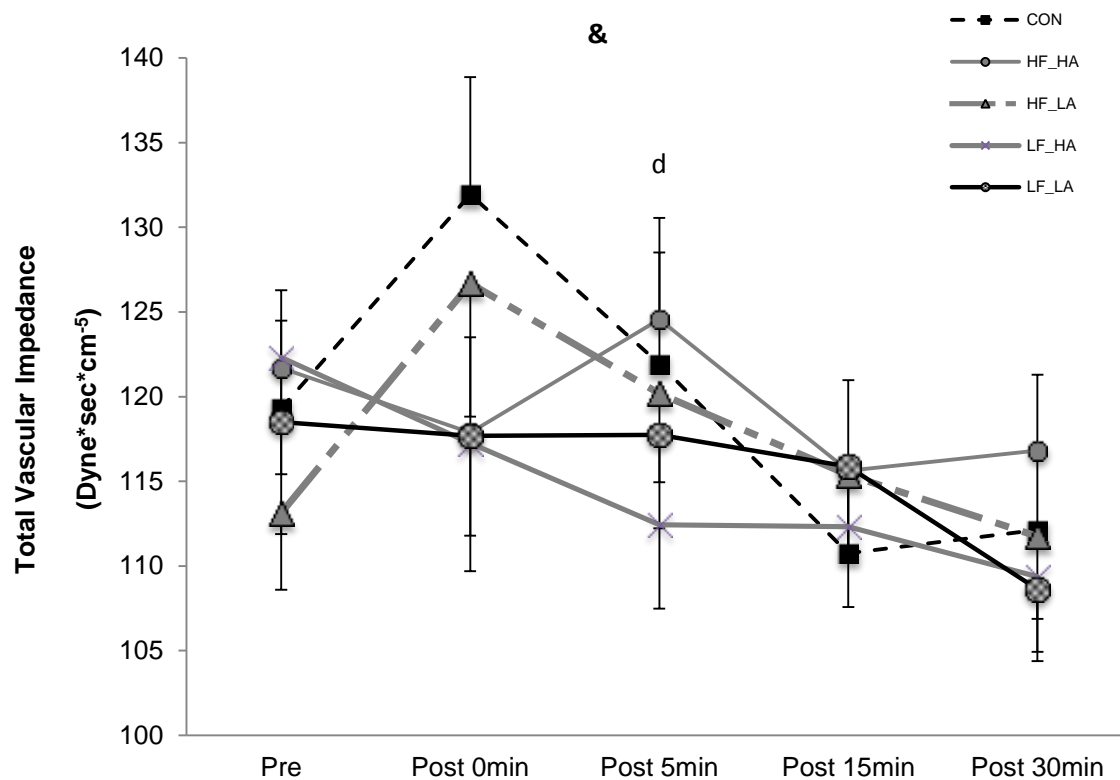 &
CON
HF_HA
HF_LA
LF_HA
LF_LA
d
Total Vascular Impedance
(Dyne*sec*cm-5)
140
135
130
125
120
115
110
105
100
Pre Post 0min Post 5min Post 15min Post 30min